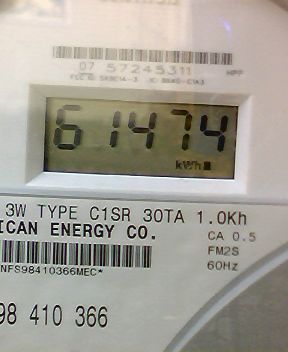 07 57245311 HPF
61474
kWh
3W TYPE C1SR 30TA 1.0Kh
ICAN ENERGY CO.
CA 0.5
FM2S
60Hz
NFS98410366MEC*
98 410 366